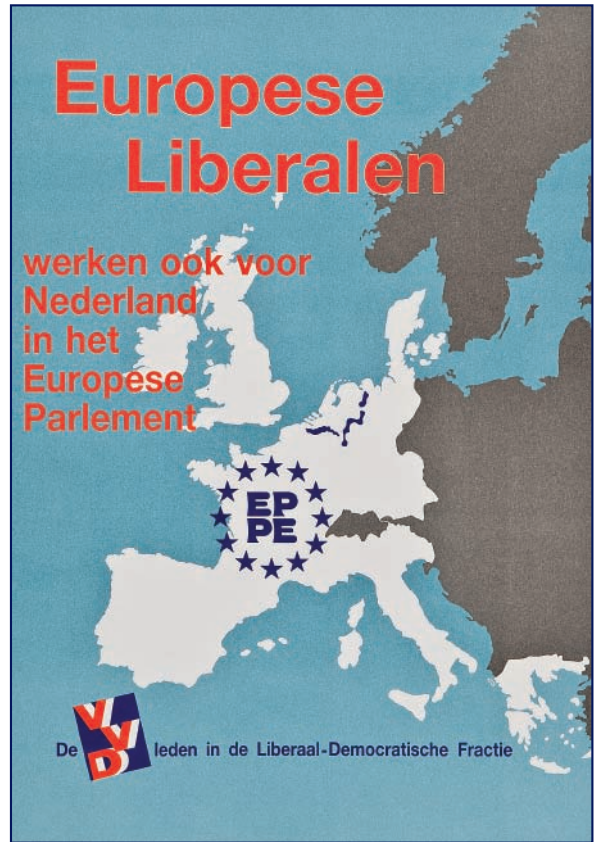 Europese
Liberalen
werken ook voor
Nederland
in het
Europese
Parlement
EP
PE
De VVD leden in de Liberaal-Democratische Fractie